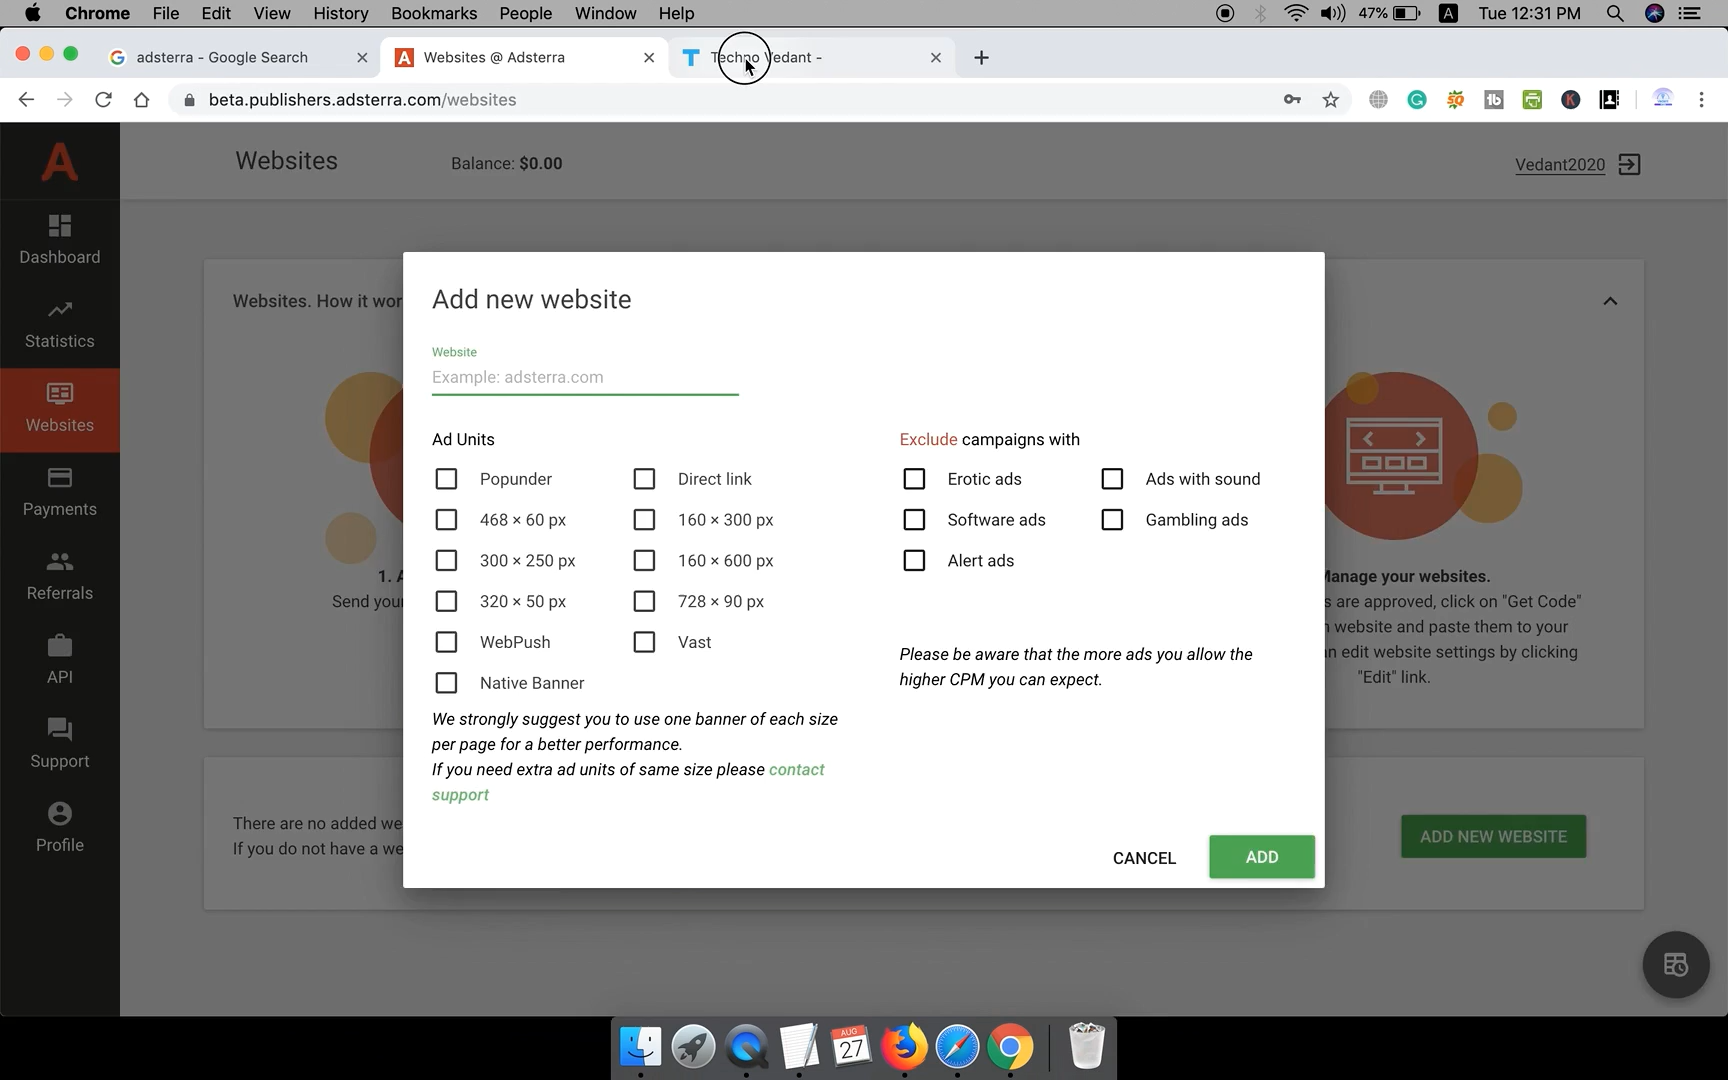 Chrome File Edit View History Bookmarks People Window Help 47% A Tue 12:31 PM
adsterra - Google Search
Websites @ Adsterra
Techno Vedant -
beta.publishers.adsterra.com/websites
Websites
Balance: $0.00
Vedant2020
Dashboard
Statistics
Websites
Payments
Referrals
API
Support
Profile
Websites. How it wor
1. A
Send your
Manage your websites.
s are approved, click on "Get Code"
website and paste them to your
n edit website settings by clicking
"Edit" link.
There are no added we
If you do not have a we
ADD NEW WEBSITE
Add new website
Website
Example: adsterra.com
Ad Units
Popunder Direct link
468 × 60 px 160 × 300 px
300 × 250 px 160 × 600 px
320 × 50 px 728 × 90 px
WebPush Vast
Native Banner
We strongly suggest you to use one banner of each size
per page for a better performance.
If you need extra ad units of same size please contact
support
Exclude campaigns with
Erotic ads Ads with sound
Software ads Gambling ads
Alert ads
Please be aware that the more ads you allow the
higher CPM you can expect.
CANCEL ADD
AUG
27